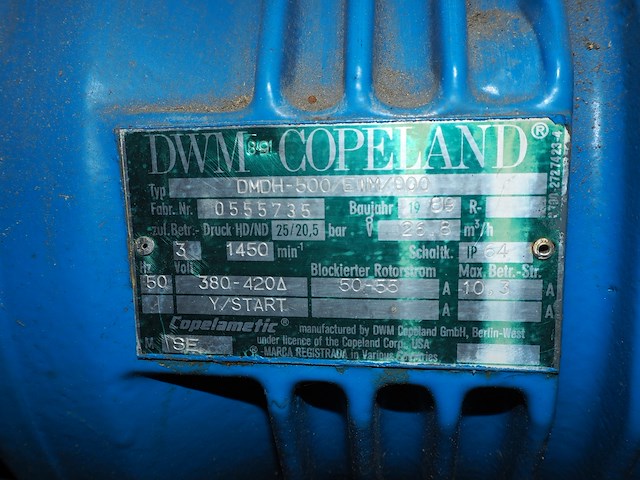 DWM COPELAND®
Typ DMDH-500
Fabr. Nr. 0555735 Baujahr 19 R-
zul. Betr.- Druck HD/ND 25/20,5 bar 26,6 m³/h
3 1450 min⁻¹ Schaltk. IP 54
Hz Volt Blockierter Rotorstrom Max. Betr.-Str.
50 380-420Δ 50-55 A 10,3 A
Y/START A A
Copelametic® manufactured by DWM Copeland GmbH, Berlin-West
under licence of the Copeland Corp. USA
SE ® -MARCA REGISTRADA in Various Countries